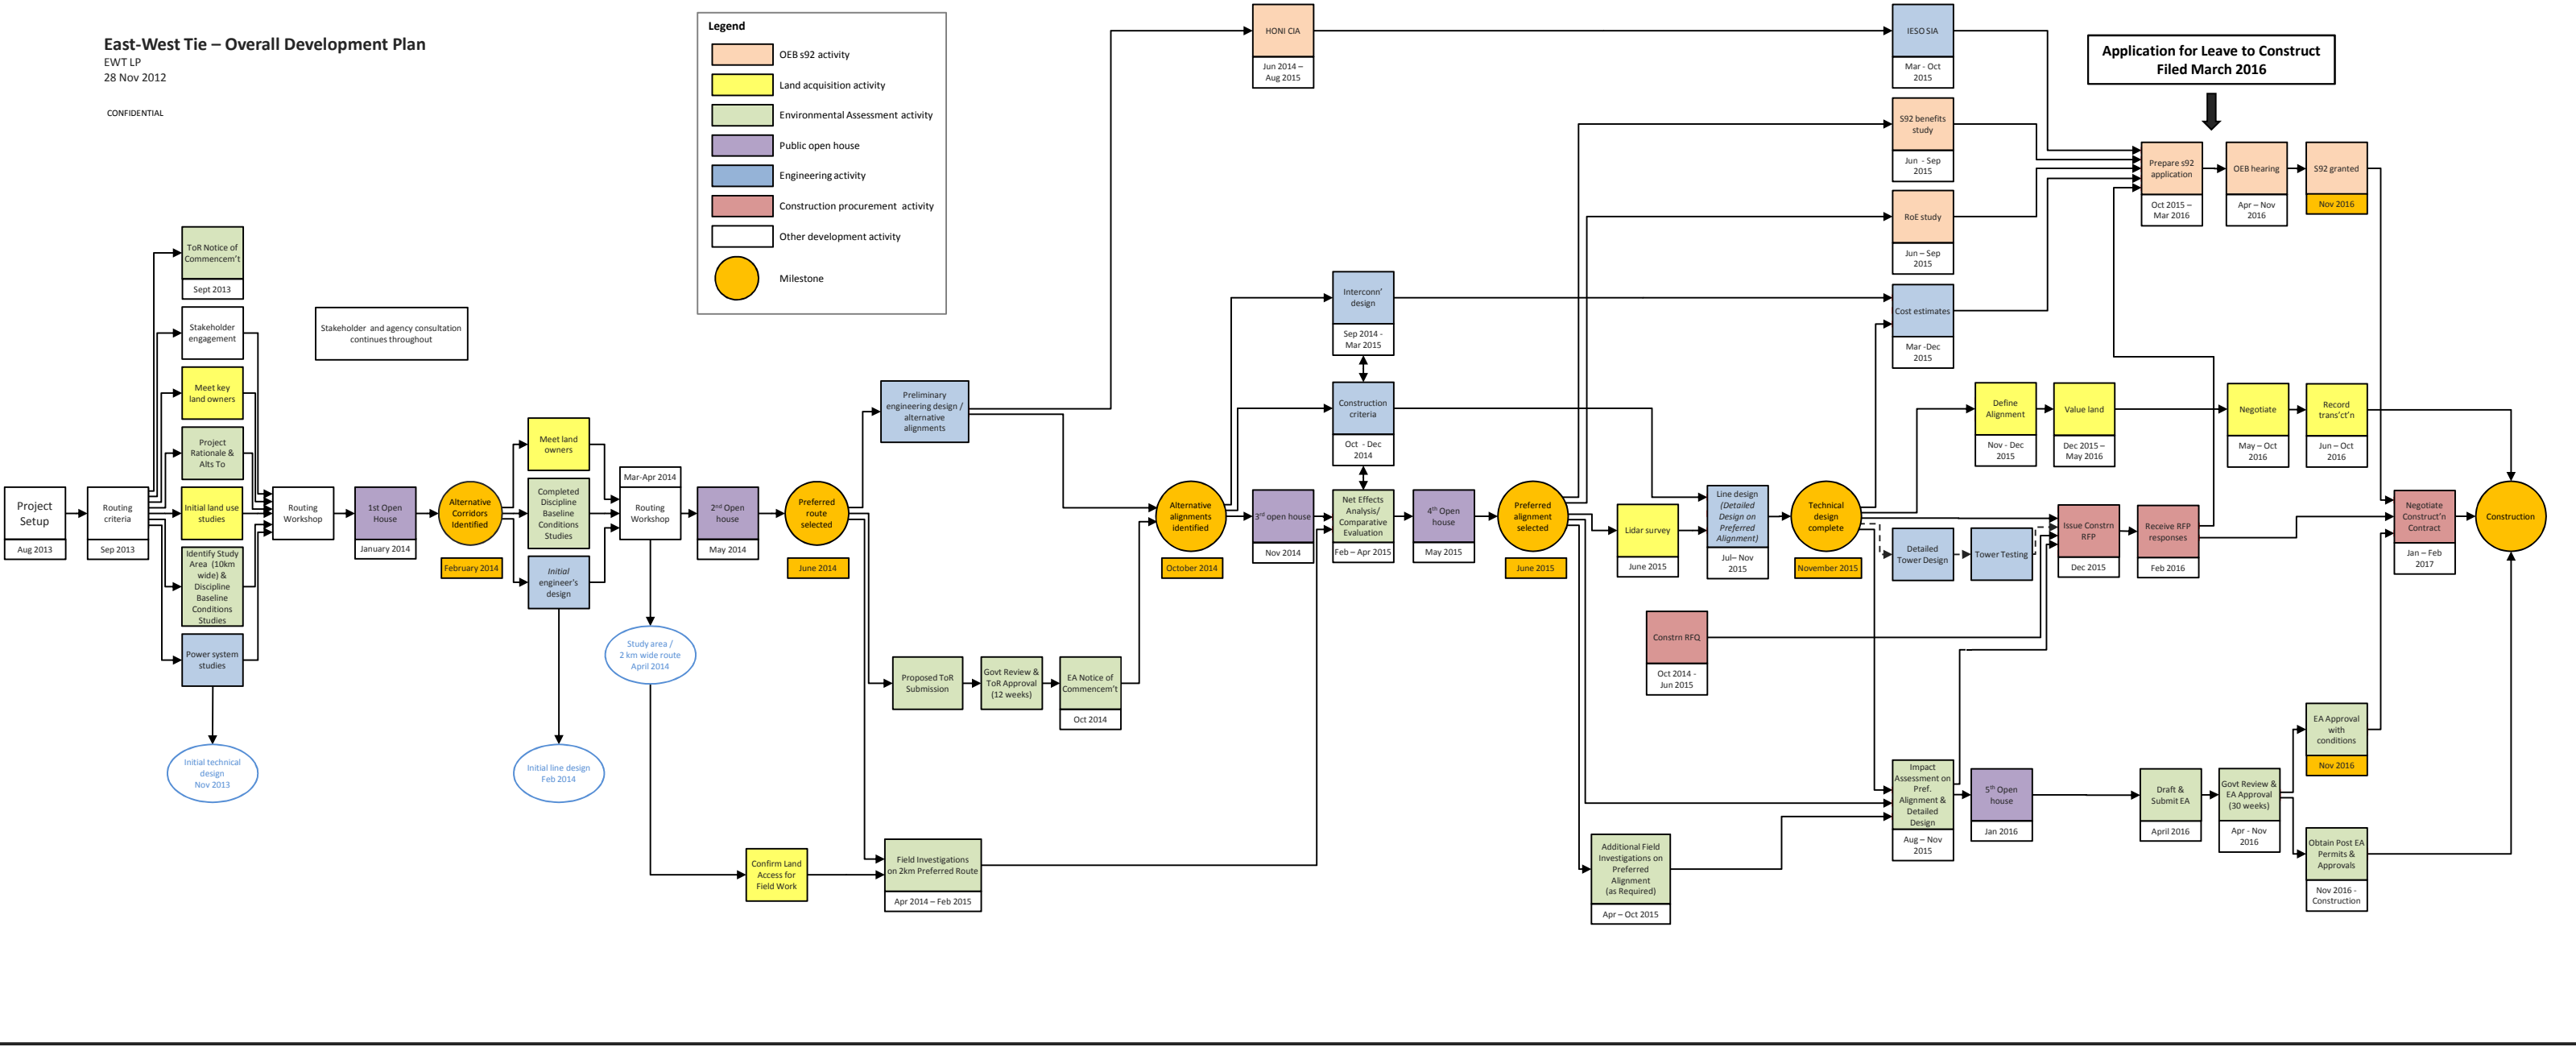 East-West Tie – Overall Development Plan
EWT LP
28 Nov 2012
CONFIDENTIAL
Legend
OEB s92 activity
Land acquisition activity
Environmental Assessment activity
Public open house
Engineering activity
Construction procurement activity
Other development activity
Milestone
Application for Leave to Construct
Filed March 2016
Stakeholder and agency consultation
continues throughout
Project
Setup
Aug 2013
Routing
criteria
Sep 2013
ToR Notice of
Commencem't
Sept 2013
Stakeholder
engagement
Meet key
land owners
Project
Rationale &
Alts To
Initial land use
studies
Identify Study
Area (10km
wide) &
Discipline
Baseline
Conditions
Studies
Power system
studies
Initial technical
design
Nov 2013
Routing
Workshop
1st Open
House
January 2014
Alternative
Corridors
Identified
February 2014
Meet land
owners
Completed
Discipline
Baseline
Conditions
Studies
Initial
engineer's
design
Initial line design
Feb 2014
Mar-Apr 2014
Routing
Workshop
Study area /
2 km wide route
April 2014
2nd Open
house
May 2014
Preferred
route
selected
June 2014
Preliminary
engineering design /
alternative
alignments
Proposed ToR
Submission
Govt Review &
ToR Approval
(12 weeks)
EA Notice of
Commencem't
Oct 2014
Confirm Land
Access for
Field Work
Field Investigations
on 2km Preferred Route
Apr 2014 – Feb 2015
Alternative
alignments
identified
October 2014
HONI CIA
Jun 2014 –
Aug 2015
Interconn'
design
Sep 2014 -
Mar 2015
Construction
criteria
Oct - Dec
2014
3rd open house
Nov 2014
Net Effects
Analysis/
Comparative
Evaluation
Feb – Apr 2015
4th Open
house
May 2015
Preferred
alignment
selected
June 2015
Lidar survey
June 2015
Line design
(Detailed
Design on
Preferred
Alignment)
Jul– Nov
2015
Constrn RFQ
Oct 2014 -
Jun 2015
Additional Field
Investigations on
Preferred
Alignment
(as Required)
Apr – Oct 2015
Technical
design
complete
November 2015
IESO SIA
Mar - Oct
2015
S92 benefits
study
Jun - Sep
2015
RoE study
Jun – Sep
2015
Cost estimates
Mar -Dec
2015
Define
Alignment
Nov - Dec
2015
Value land
Dec 2015 –
May 2016
Detailed
Tower Design
Tower Testing
Issue Constrn
RFP
Dec 2015
Receive RFP
responses
Feb 2016
Impact
Assessment on
Pref.
Alignment &
Detailed
Design
Aug – Nov
2015
5th Open
house
Jan 2016
Draft &
Submit EA
April 2016
Govt Review &
EA Approval
(30 weeks)
Apr - Nov
2016
Prepare s92
application
Oct 2015 –
Mar 2016
OEB hearing
Apr – Nov
2016
S92 granted
Nov 2016
Negotiate
May – Oct
2016
Record
trans'ct'n
Jun – Oct
2016
EA Approval
with
conditions
Nov 2016
Obtain Post EA
Permits &
Approvals
Nov 2016 -
Construction
Negotiate
Construct'n
Contract
Jan – Feb
2017
Construction